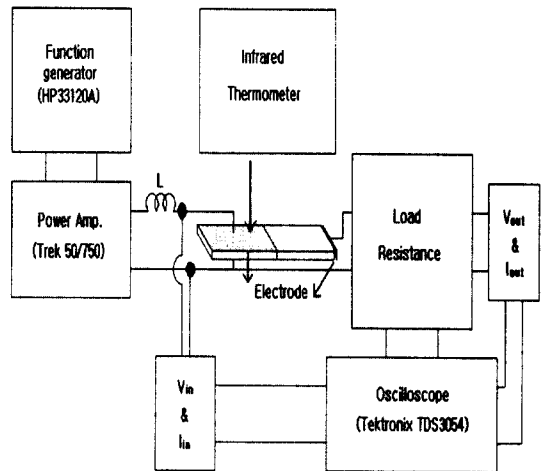 Function
generator
(HP33120A)
Infrared
Thermometer
L
Power Amp.
(Trek 50/750)
Load
Resistance
Vout
&
Iout
Electrode
Vin
&
Iin
Oscilloscope
(Tektronix TDS3054)